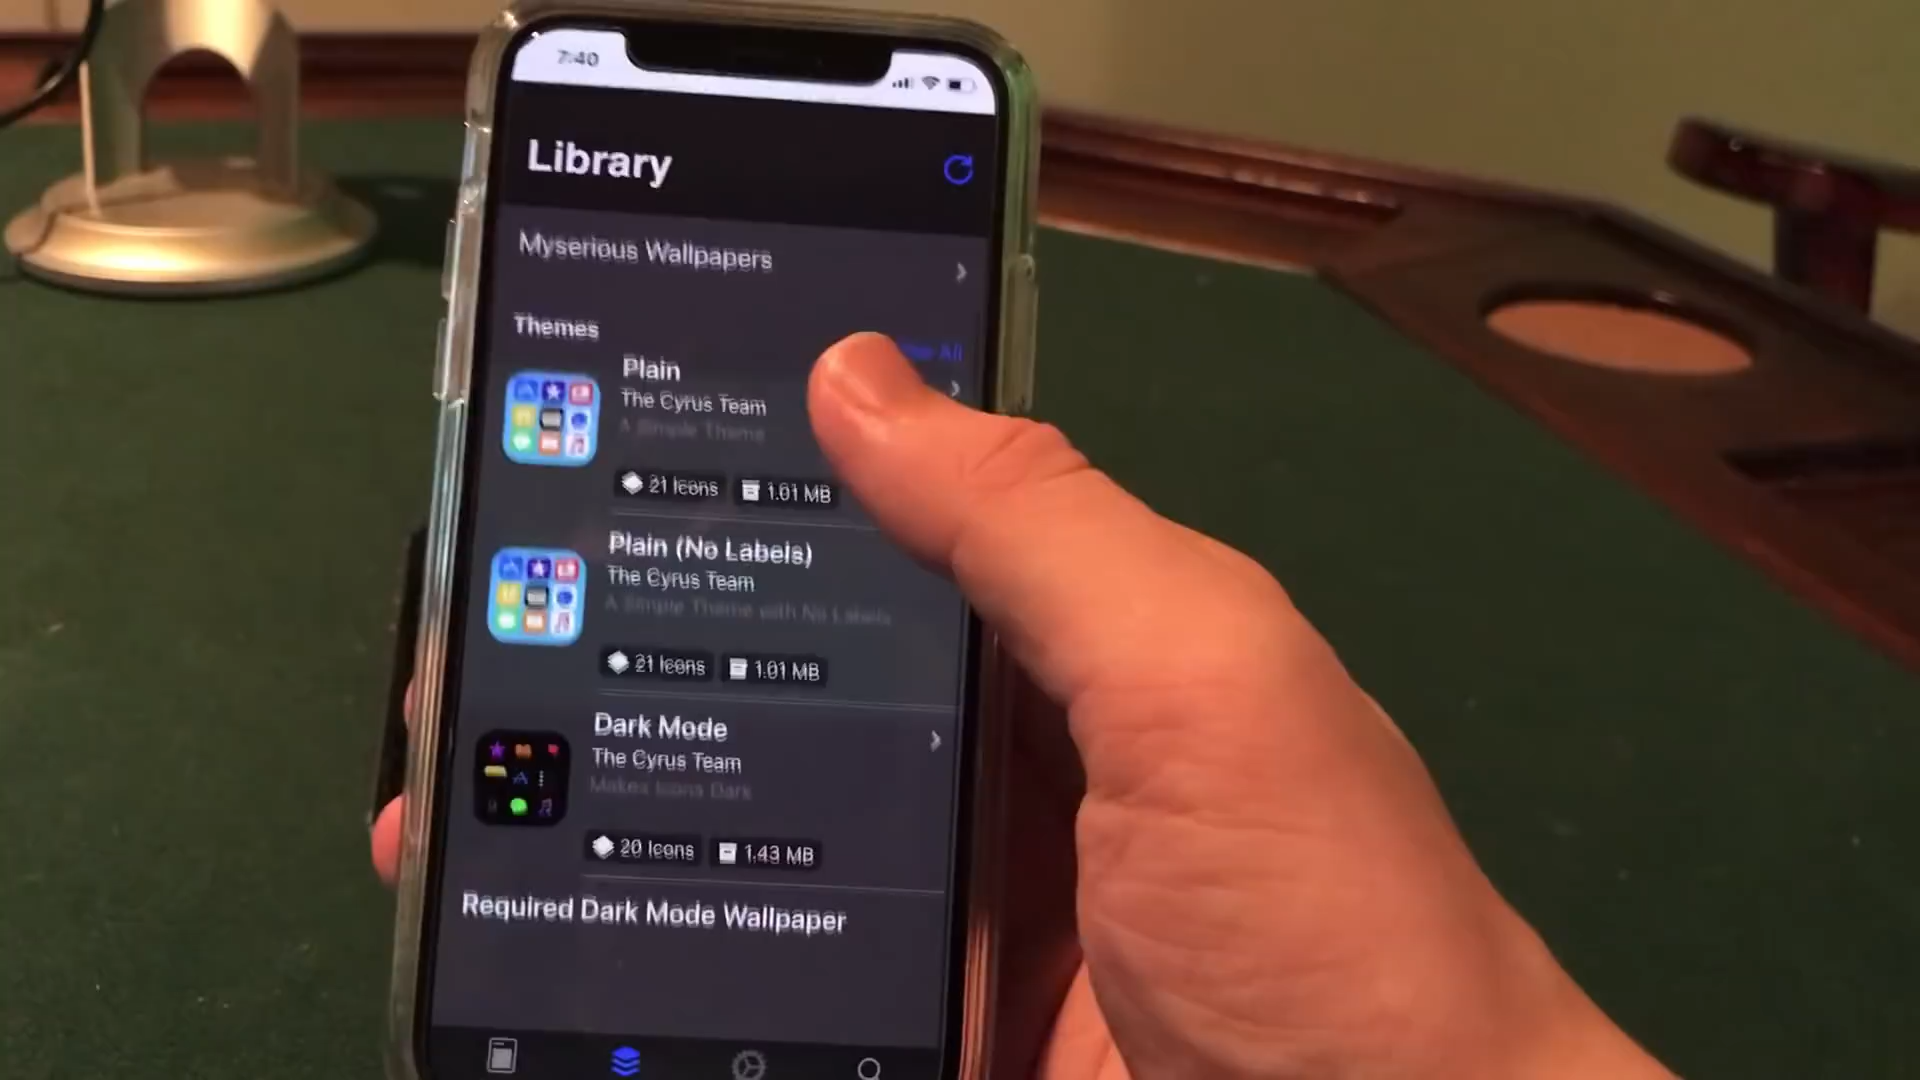 7:40
Library
Myserious Wallpapers
Themes
All
Plain
The Cyrus Team
A Simple Theme
21 Icons
1.01 MB
Plain (No Labels)
The Cyrus Team
A Simple Theme with No Labels
21 Icons
1.01 MB
Dark Mode
The Cyrus Team
Makes Icons Dark
20 Icons
1.43 MB
Required Dark Mode Wallpaper